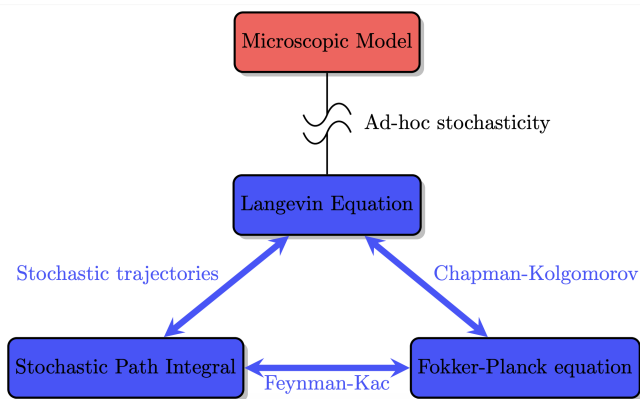 Microscopic Model
Ad-hoc stochasticity
Langevin Equation
Stochastic trajectories
Chapman-Kolgomorov
Stochastic Path Integral
Feynman-Kac
Fokker-Planck equation